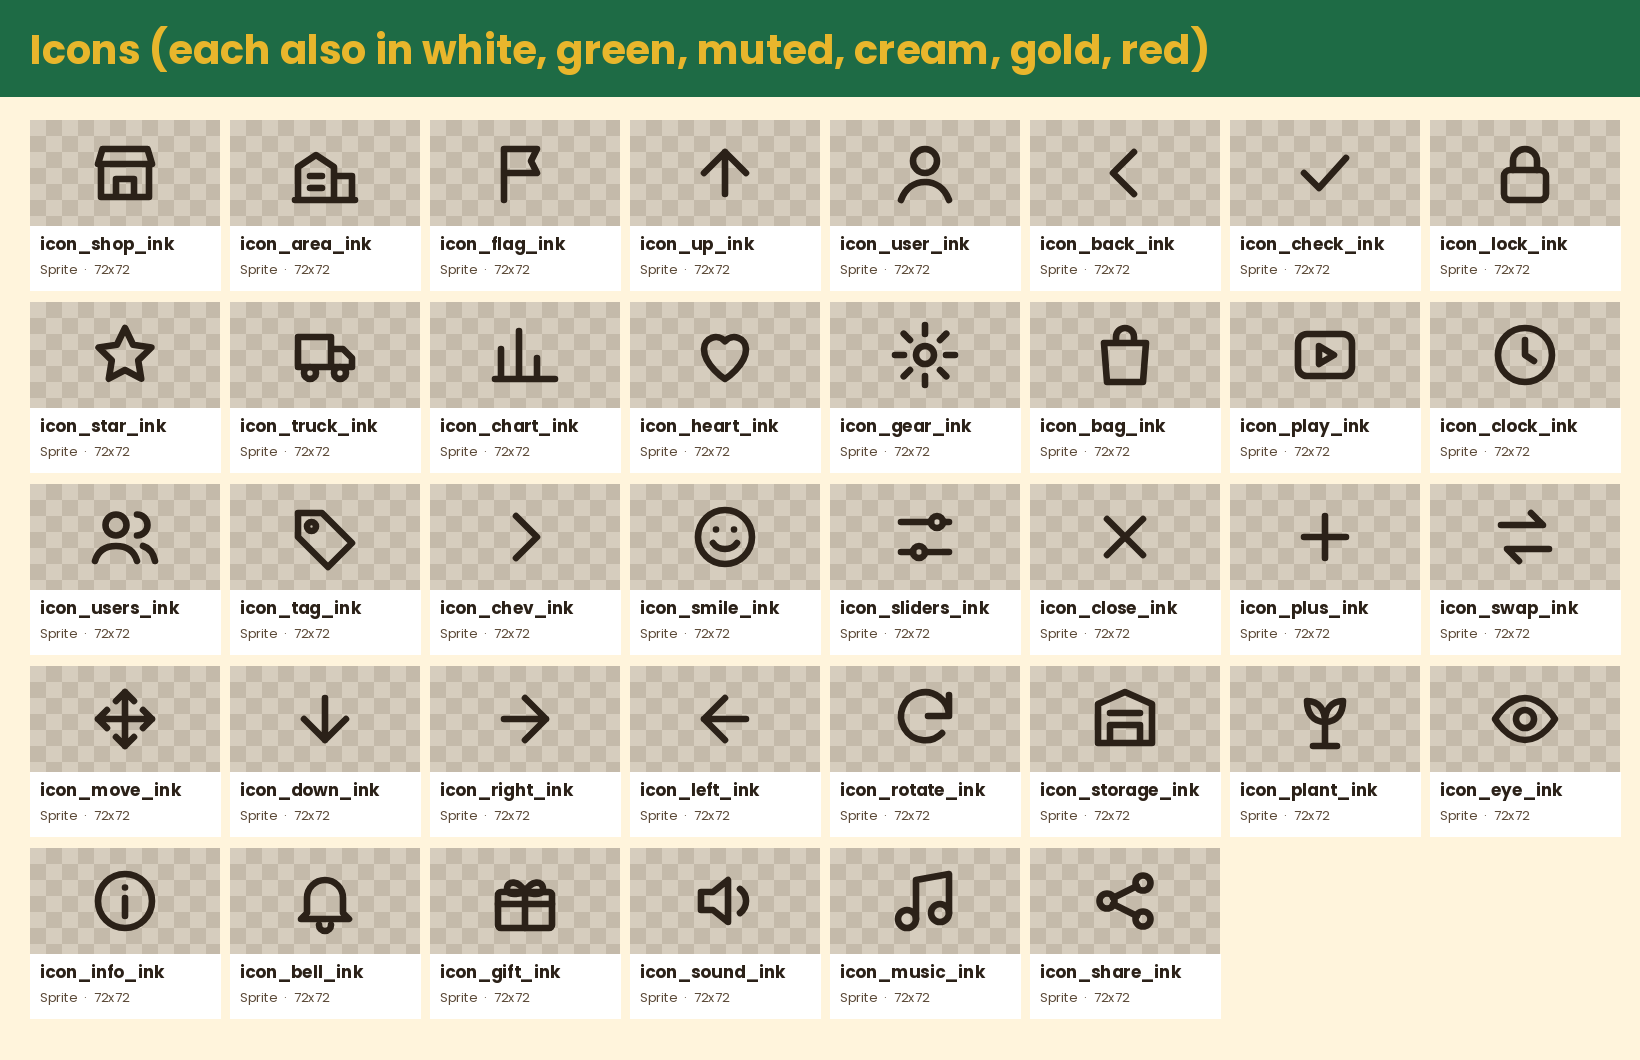 Icons (each also in white, green, muted, cream, gold, red)
icon_shop_ink icon_area_ink icon_flag_ink icon_up_ink icon_user_ink icon_back_ink icon_check_ink icon_lock_ink
Sprite · 72x72 Sprite · 72x72 Sprite · 72x72 Sprite · 72x72 Sprite · 72x72 Sprite · 72x72 Sprite · 72x72 Sprite · 72x72
icon_star_ink icon_truck_ink icon_chart_ink icon_heart_ink icon_gear_ink icon_bag_ink icon_play_ink icon_clock_ink
Sprite · 72x72 Sprite · 72x72 Sprite · 72x72 Sprite · 72x72 Sprite · 72x72 Sprite · 72x72 Sprite · 72x72 Sprite · 72x72
icon_users_ink icon_tag_ink icon_chev_ink icon_smile_ink icon_sliders_ink icon_close_ink icon_plus_ink icon_swap_ink
Sprite · 72x72 Sprite · 72x72 Sprite · 72x72 Sprite · 72x72 Sprite · 72x72 Sprite · 72x72 Sprite · 72x72 Sprite · 72x72
icon_move_ink icon_down_ink icon_right_ink icon_left_ink icon_rotate_ink icon_storage_ink icon_plant_ink icon_eye_ink
Sprite · 72x72 Sprite · 72x72 Sprite · 72x72 Sprite · 72x72 Sprite · 72x72 Sprite · 72x72 Sprite · 72x72 Sprite · 72x72
icon_info_ink icon_bell_ink icon_gift_ink icon_sound_ink icon_music_ink icon_share_ink
Sprite · 72x72 Sprite · 72x72 Sprite · 72x72 Sprite · 72x72 Sprite · 72x72 Sprite · 72x72